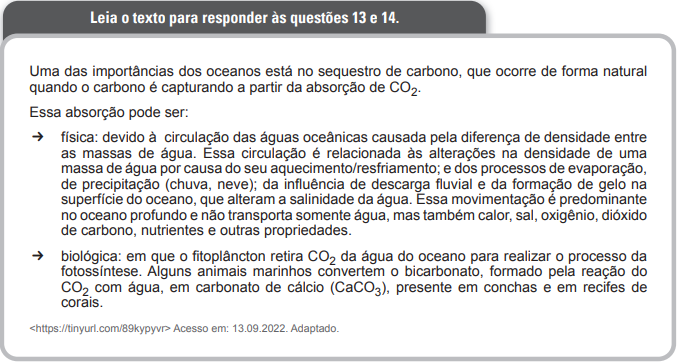 Leia o texto para responder às questões 13 e 14.
Uma das importâncias dos oceanos está no sequestro de carbono, que ocorre de forma natural
quando o carbono é capturando a partir da absorção de CO₂.
Essa absorção pode ser:
→ física: devido à circulação das águas oceânicas causada pela diferença de densidade entre
as massas de água. Essa circulação é relacionada às alterações na densidade de uma
massa de água por causa do seu aquecimento/resfriamento; e dos processos de evaporação,
de precipitação (chuva, neve); da influência de descarga fluvial e da formação de gelo na
superfície do oceano, que alteram a salinidade da água. Essa movimentação é predominante
no oceano profundo e não transporta somente água, mas também calor, sal, oxigênio, dióxido
de carbono, nutrientes e outras propriedades.
→ biológica: em que o fitoplâncton retira CO₂ da água do oceano para realizar o processo da
fotossíntese. Alguns animais marinhos convertem o bicarbonato, formado pela reação do
CO₂ com água, em carbonato de cálcio (CaCO₃), presente em conchas e em recifes de
corais.
<https://tinyurl.com/89kypyvr> Acesso em: 13.09.2022. Adaptado.